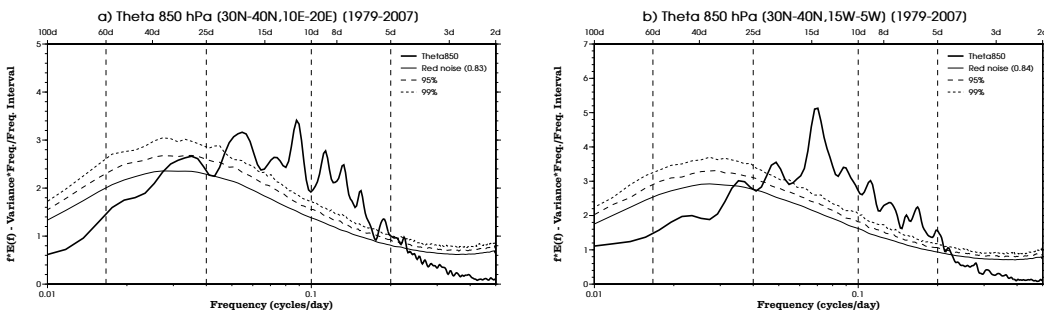 a) Theta 850 hPa [30N-40N,10E-20E] [1979-2007]
100d 60d 40d 25d 15d 10d 8d 5d 3d 2d
5
4
3
2
1
0
f*E(f) - Variance*Freq./Freq. Interval
Theta850
Red noise (0.83)
95%
99%
0.01 0.1
Frequency (cycles/day)
b) Theta 850 hPa [30N-40N,15W-5W] [1979-2007]
100d 60d 40d 25d 15d 10d 8d 5d 3d 2d
7
6
5
4
3
2
1
0
f*E(f) - Variance*Freq./Freq. Interval
Theta850
Red noise (0.84)
95%
99%
0.01 0.1
Frequency (cycles/day)